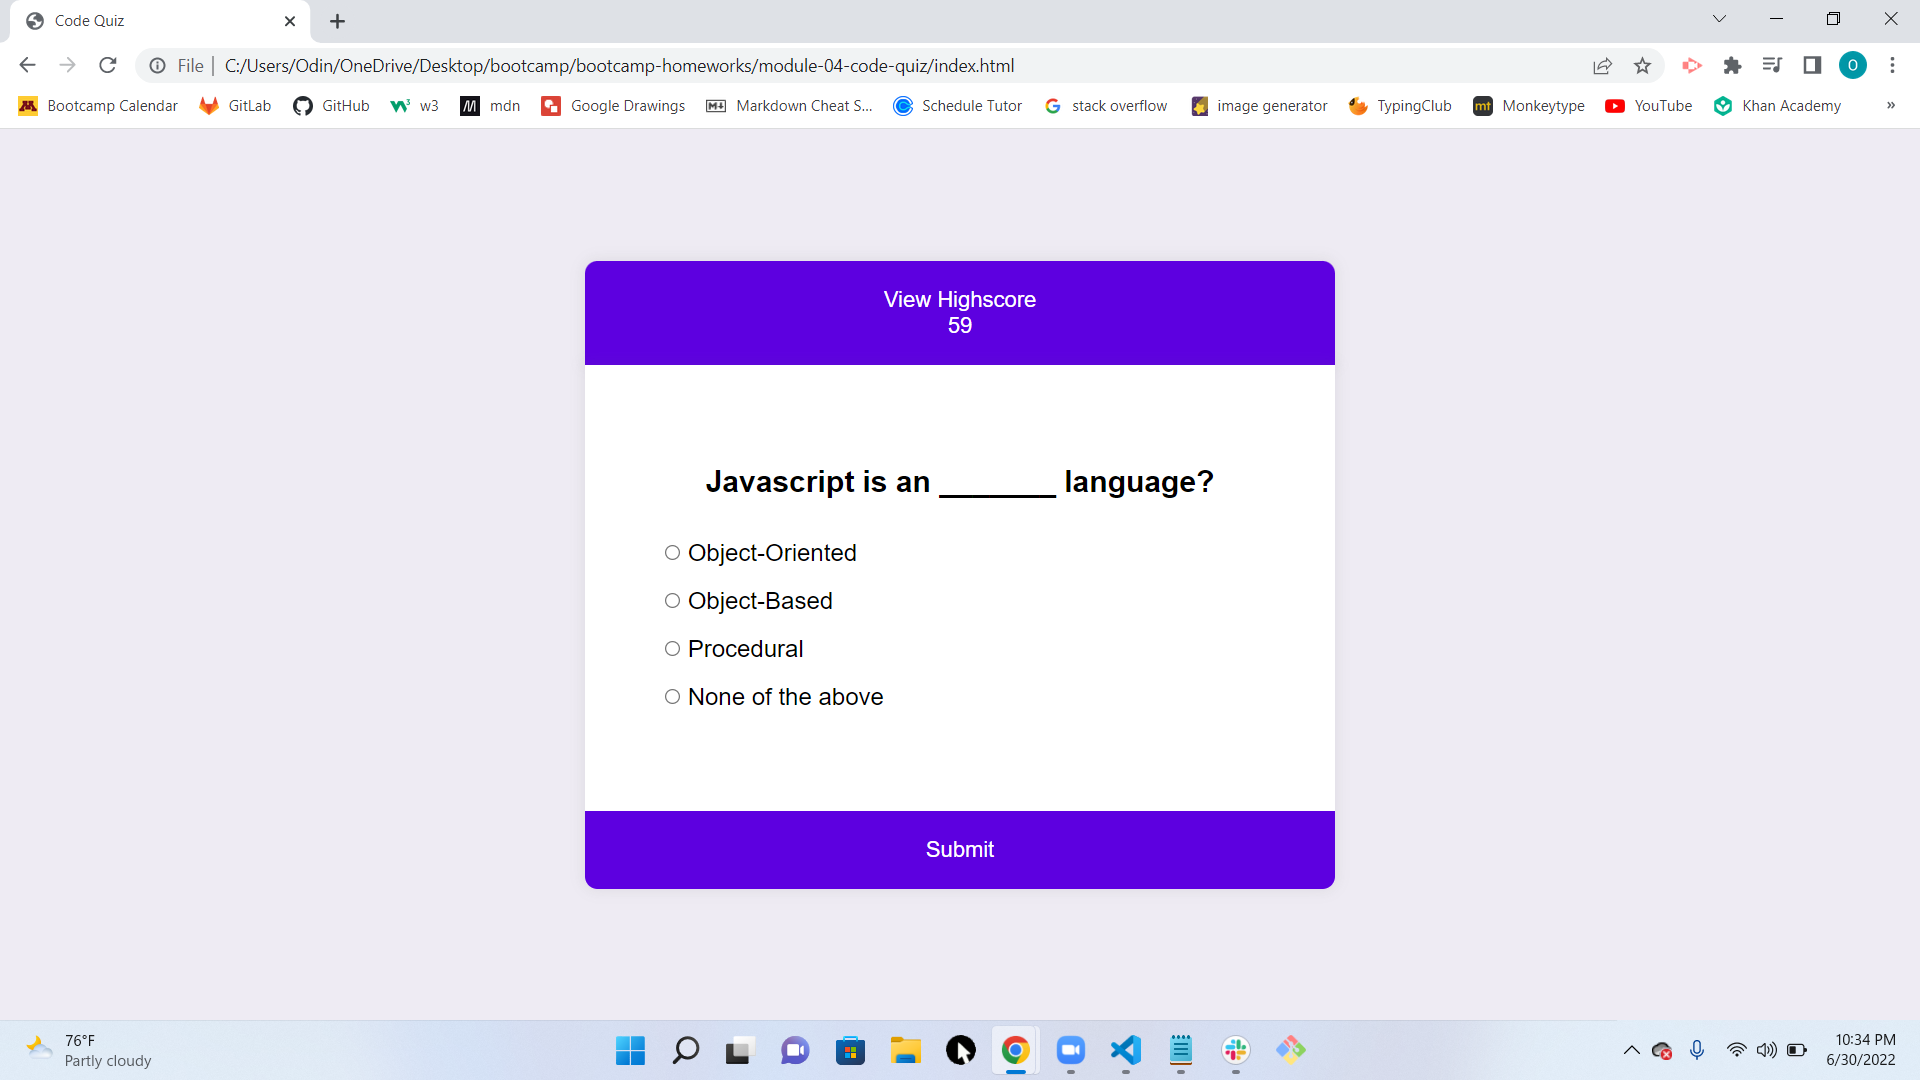 Code Quiz
File | C:/Users/Odin/OneDrive/Desktop/bootcamp/bootcamp-homeworks/module-04-code-quiz/index.html
O
Bootcamp Calendar GitLab GitHub w3 mdn Google Drawings Markdown Cheat S... Schedule Tutor stack overflow image generator TypingClub mt Monkeytype YouTube Khan Academy »
View Highscore
59
Javascript is an _______ language?
Object-Oriented
Object-Based
Procedural
None of the above
Submit
76°F
Partly cloudy
10:34 PM
6/30/2022